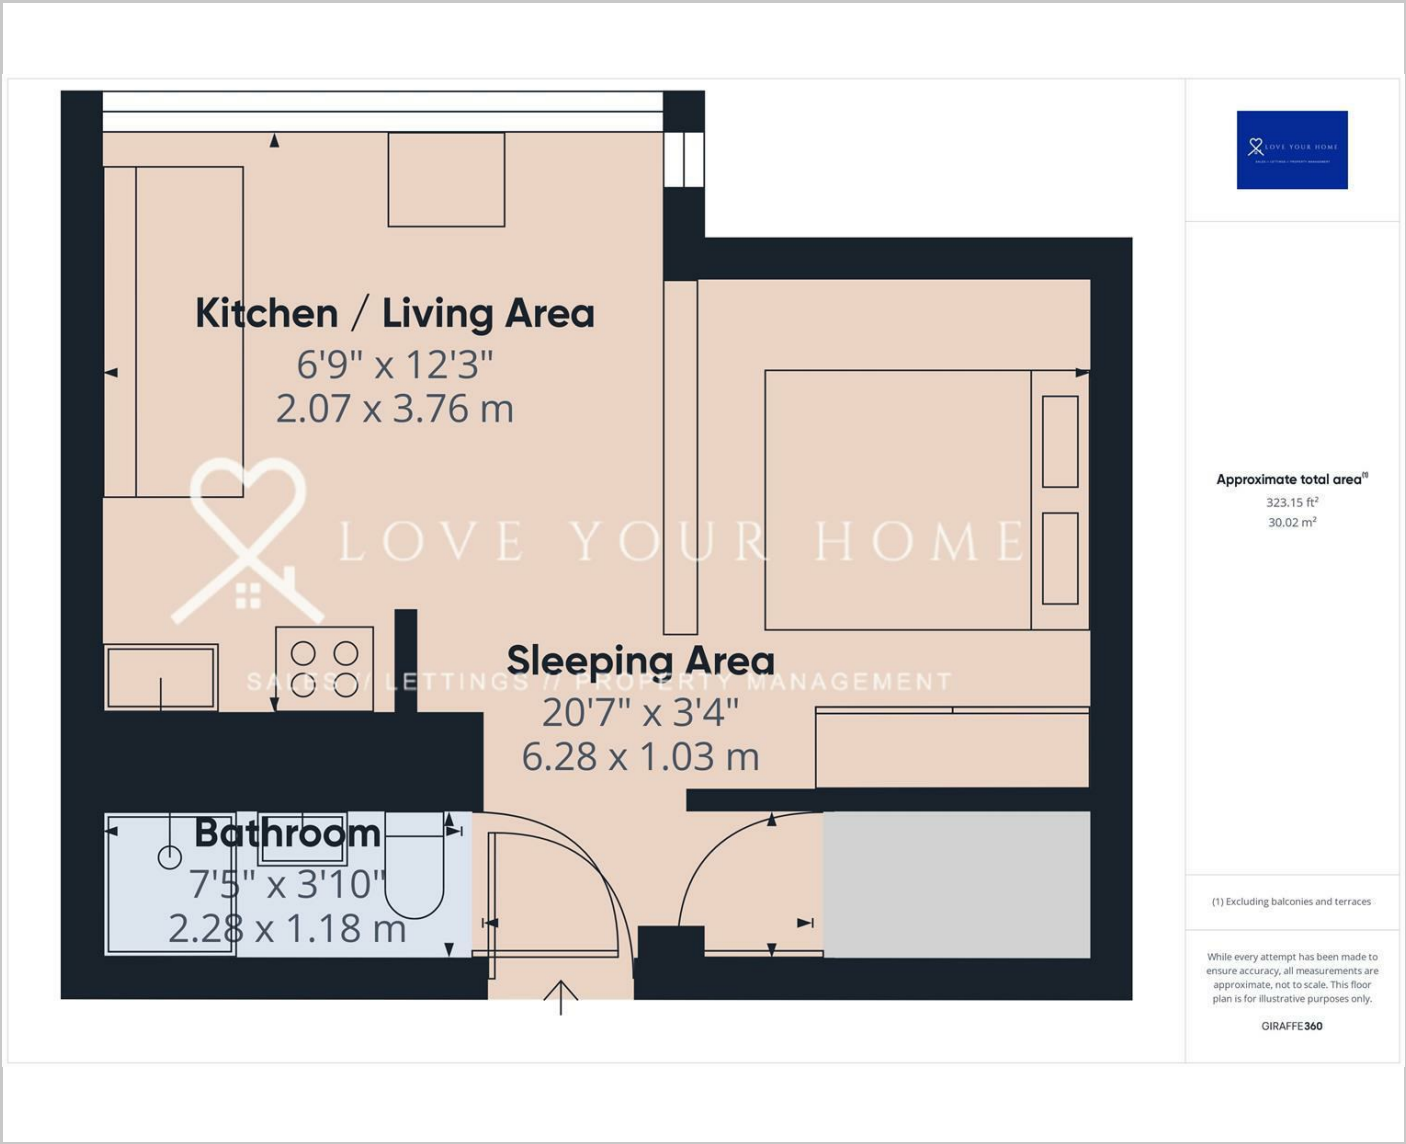 Kitchen / Living Area
6'9" x 12'3"
2.07 x 3.76 m
LOVE YOUR HOME
SALES // LETTINGS // PROPERTY MANAGEMENT
Sleeping Area
20'7" x 3'4"
6.28 x 1.03 m
Bathroom
7'5" x 3'10"
2.28 x 1.18 m
LOVE YOUR HOME
SALES // LETTINGS // PROPERTY MANAGEMENT
Approximate total area(1)
323.15 ft²
30.02 m²
(1) Excluding balconies and terraces
While every attempt has been made to
ensure accuracy, all measurements are
approximate, not to scale. This floor
plan is for illustrative purposes only.
GIRAFFE360